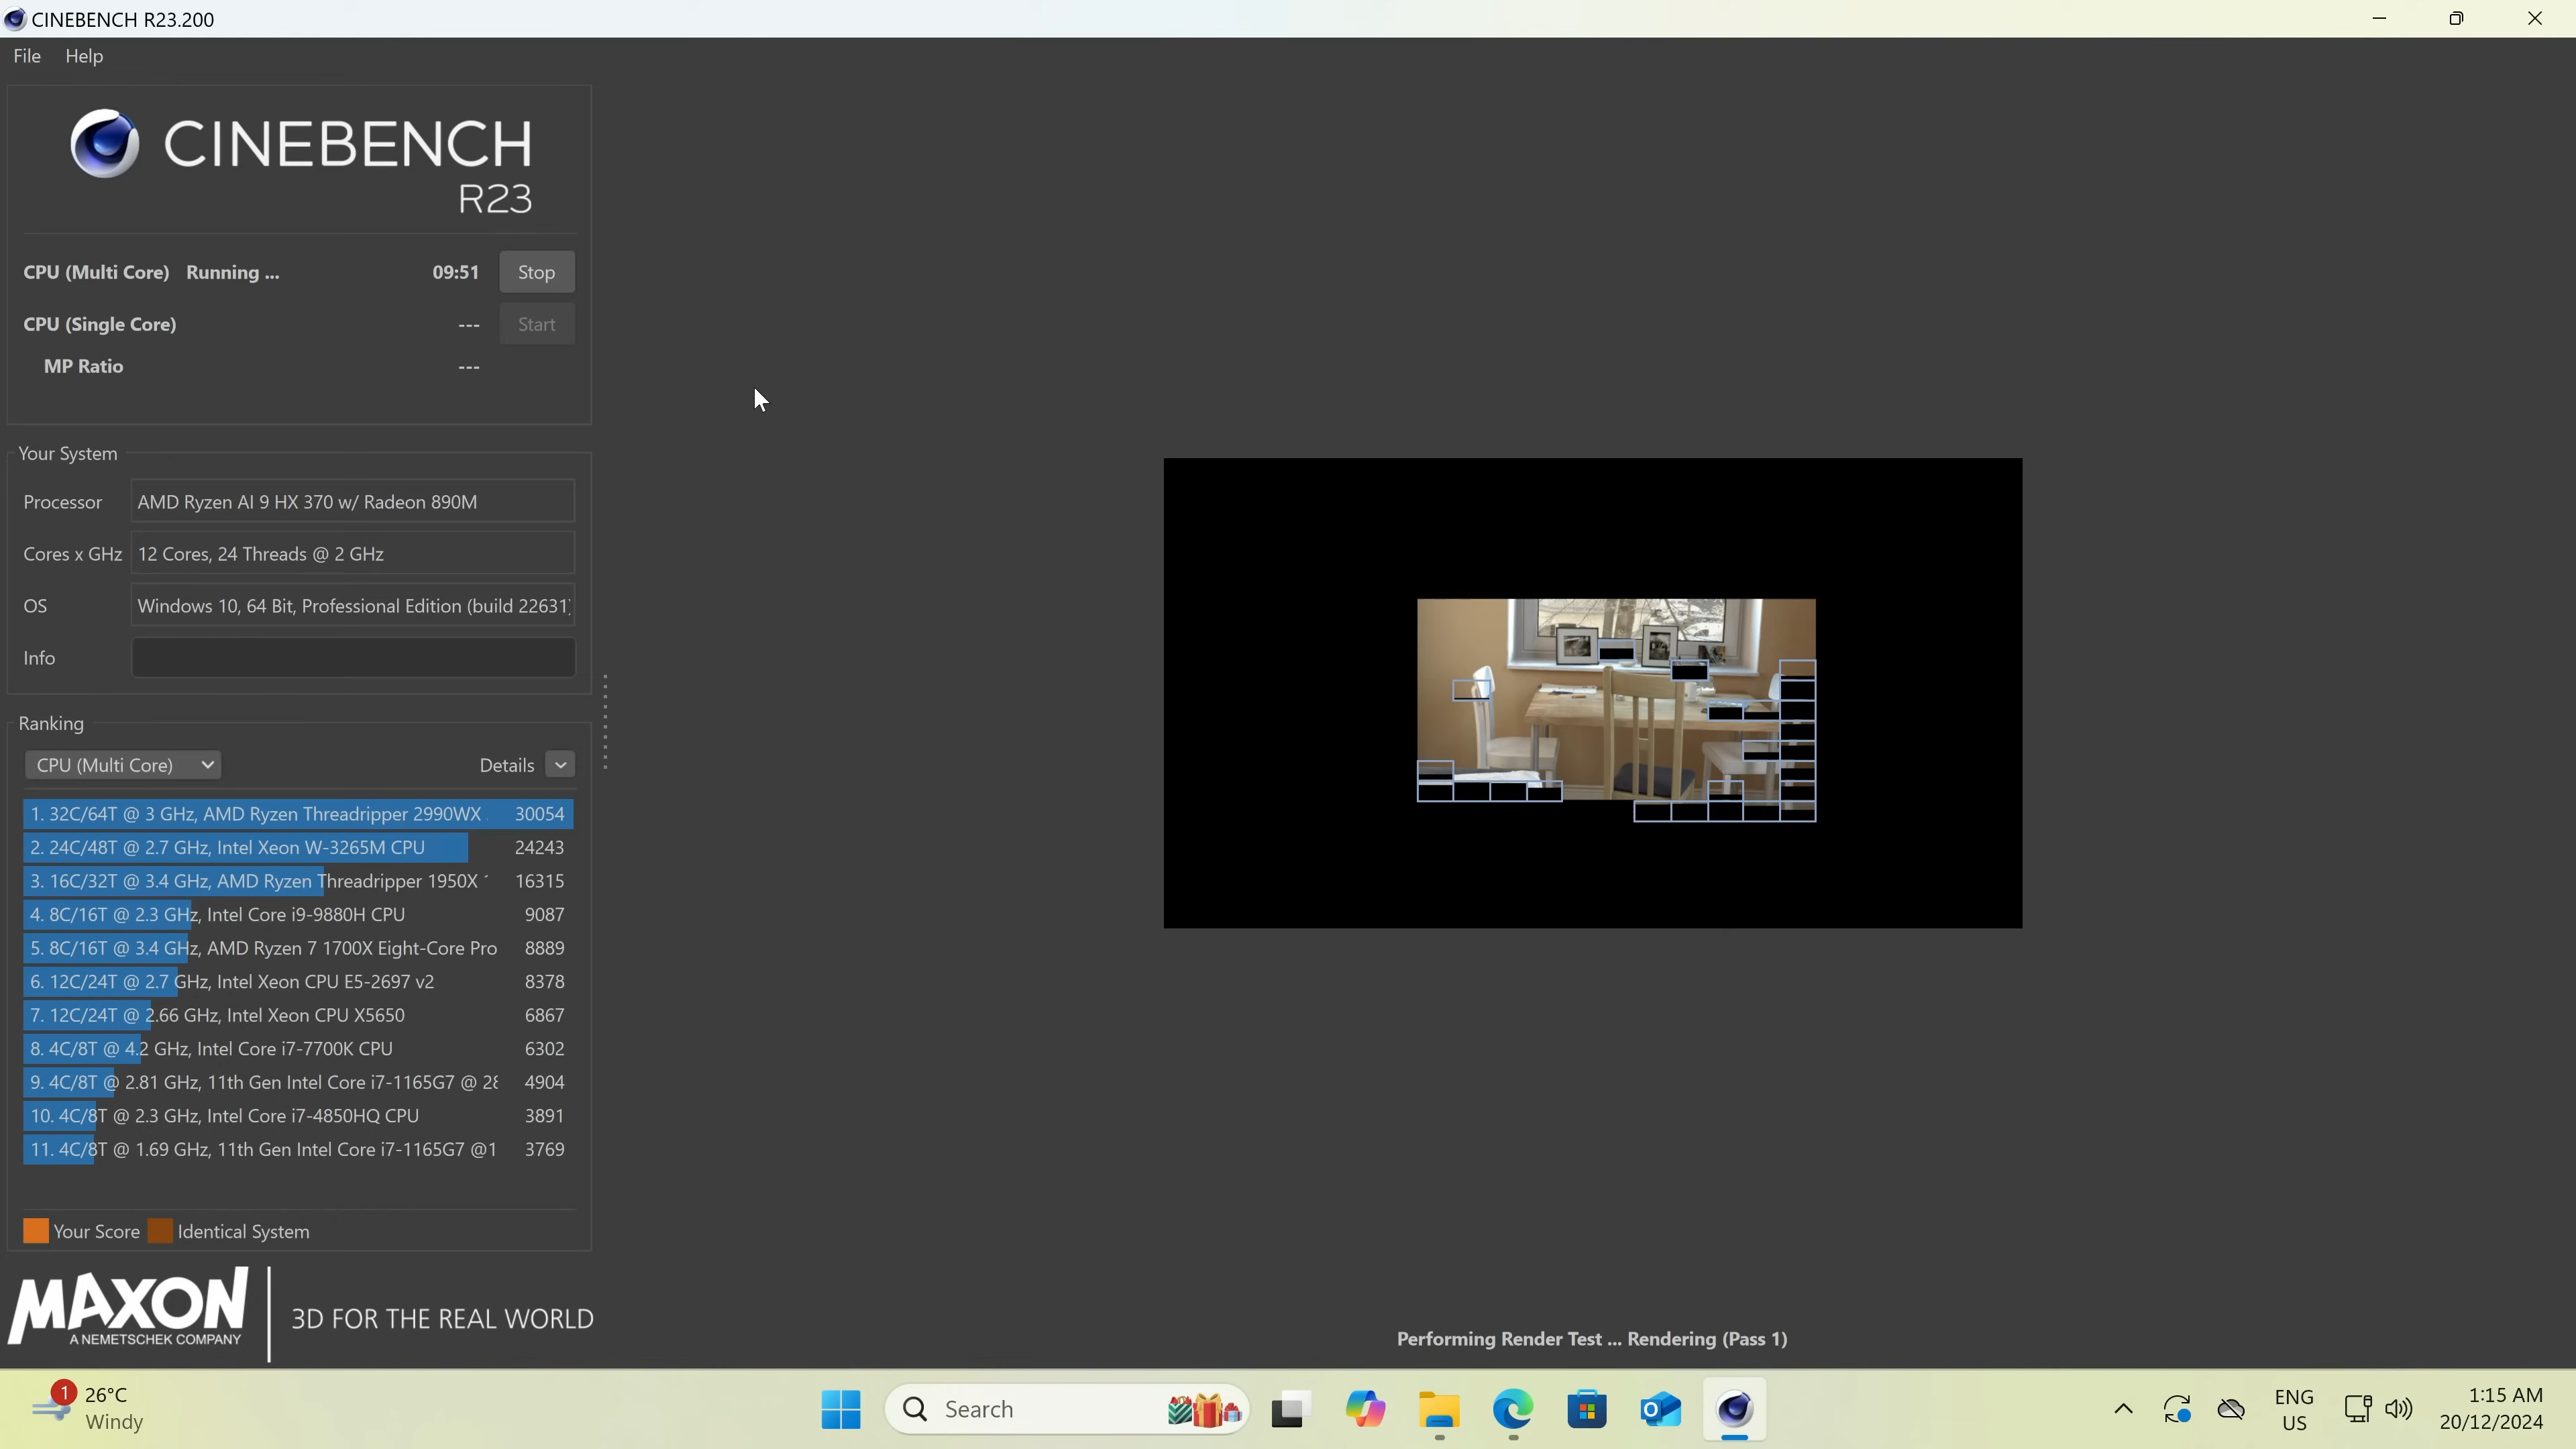 CINEBENCH R23.200
File Help
CINEBENCH
R23
CPU (Multi Core) Running ... 09:51 Stop
CPU (Single Core) --- Start
MP Ratio ---
Your System
Processor AMD Ryzen AI 9 HX 370 w/ Radeon 890M
Cores x GHz 12 Cores, 24 Threads @ 2 GHz
OS Windows 10, 64 Bit, Professional Edition (build 22631)
Info
Ranking
CPU (Multi Core) Details
1. 32C/64T @ 3 GHz, AMD Ryzen Threadripper 2990WX 30054
2. 24C/48T @ 2.7 GHz, Intel Xeon W-3265M CPU 24243
3. 16C/32T @ 3.4 GHz, AMD Ryzen Threadripper 1950X 16315
4. 8C/16T @ 2.3 GHz, Intel Core i9-9880H CPU 9087
5. 8C/16T @ 3.4 GHz, AMD Ryzen 7 1700X Eight-Core Pro 8889
6. 12C/24T @ 2.7 GHz, Intel Xeon CPU E5-2697 v2 8378
7. 12C/24T @ 2.66 GHz, Intel Xeon CPU X5650 6867
8. 4C/8T @ 4.2 GHz, Intel Core i7-7700K CPU 6302
9. 4C/8T @ 2.81 GHz, 11th Gen Intel Core i7-1165G7 @ 28 4904
10. 4C/8T @ 2.3 GHz, Intel Core i7-4850HQ CPU 3891
11. 4C/8T @ 1.69 GHz, 11th Gen Intel Core i7-1165G7 @1 3769
Your Score Identical System
MAXON
A NEMETSCHEK COMPANY
3D FOR THE REAL WORLD
Performing Render Test ... Rendering (Pass 1)
1
26°C
Windy
Search
ENG
US
1:15 AM
20/12/2024